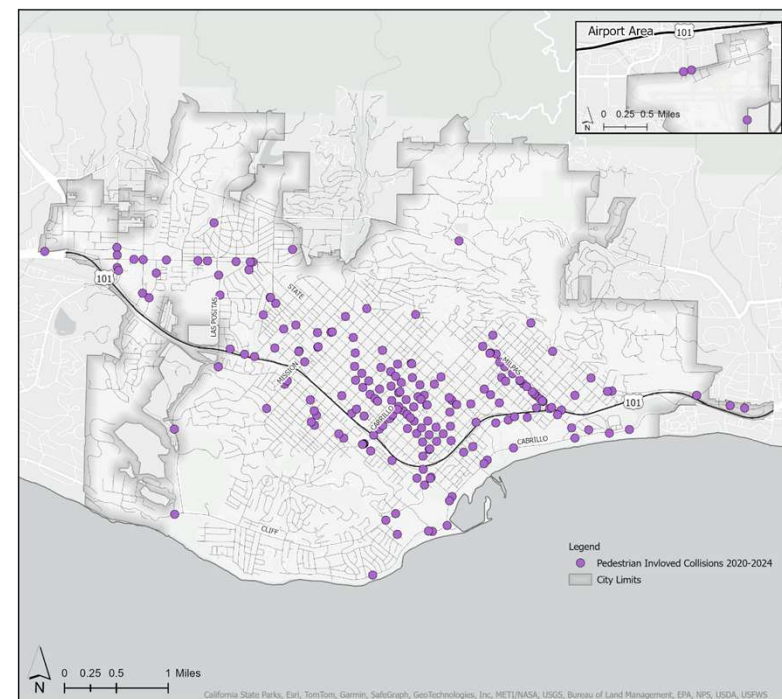 Airport Area
101
0 0.25 0.5 Miles
N
101
STATE
LAS POSITAS
MISSION
MILPAS
CARRILLO
101
CABRILLO
CLIFF
Legend
Pedestrian Invloved Collisions 2020-2024
City Limits
N
0 0.25 0.5 1 Miles
California State Parks, Esri, TomTom, Garmin, SafeGraph, GeoTechnologies, Inc, METI/NASA, USGS, Bureau of Land Management, EPA, NPS, USDA, USFWS